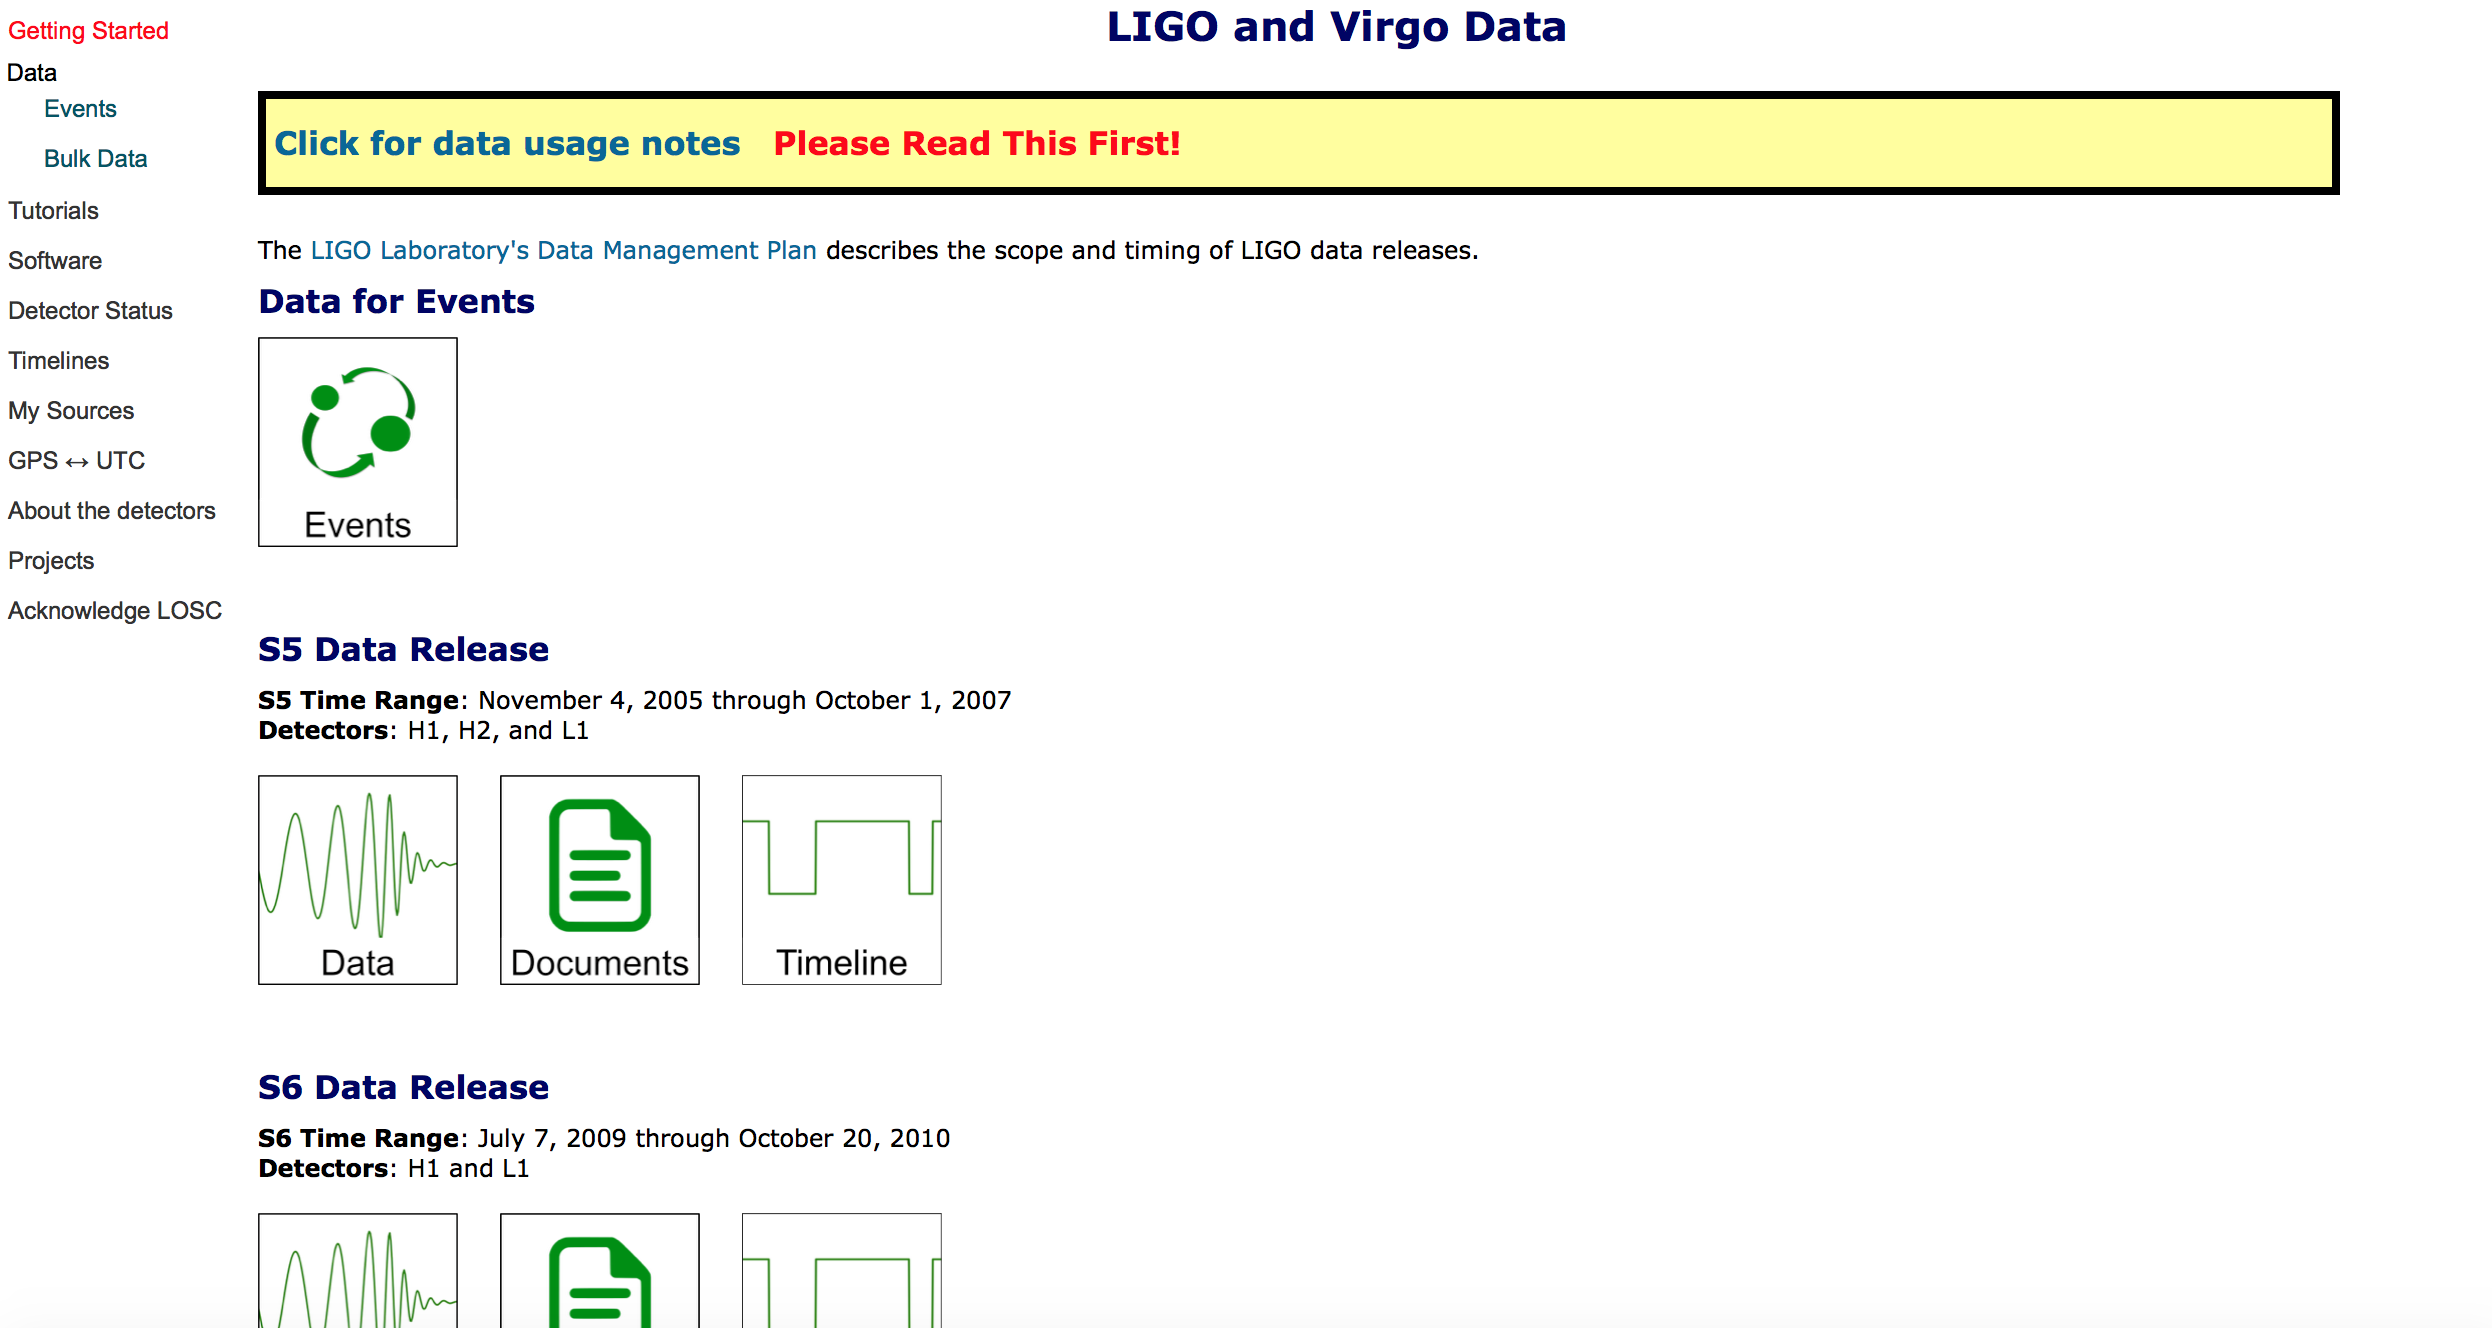 LIGO and Virgo Data
Getting Started
Data
Events
Bulk Data
Tutorials
Software
Detector Status
Timelines
My Sources
GPS ↔ UTC
About the detectors
Projects
Acknowledge LOSC
Click for data usage notes Please Read This First!
The LIGO Laboratory's Data Management Plan describes the scope and timing of LIGO data releases.
Data for Events
Events
S5 Data Release
S5 Time Range: November 4, 2005 through October 1, 2007
Detectors: H1, H2, and L1
Data
Documents
Timeline
S6 Data Release
S6 Time Range: July 7, 2009 through October 20, 2010
Detectors: H1 and L1